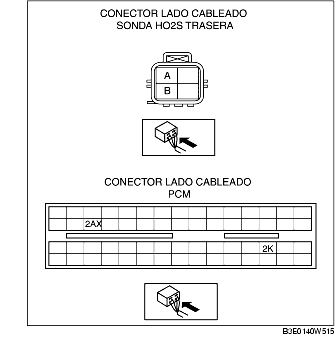 CONECTOR LADO CABLEADO
SONDA HO2S TRASERA
A
B
CONECTOR LADO CABLEADO
PCM
2AX
2K
B3E0140W515